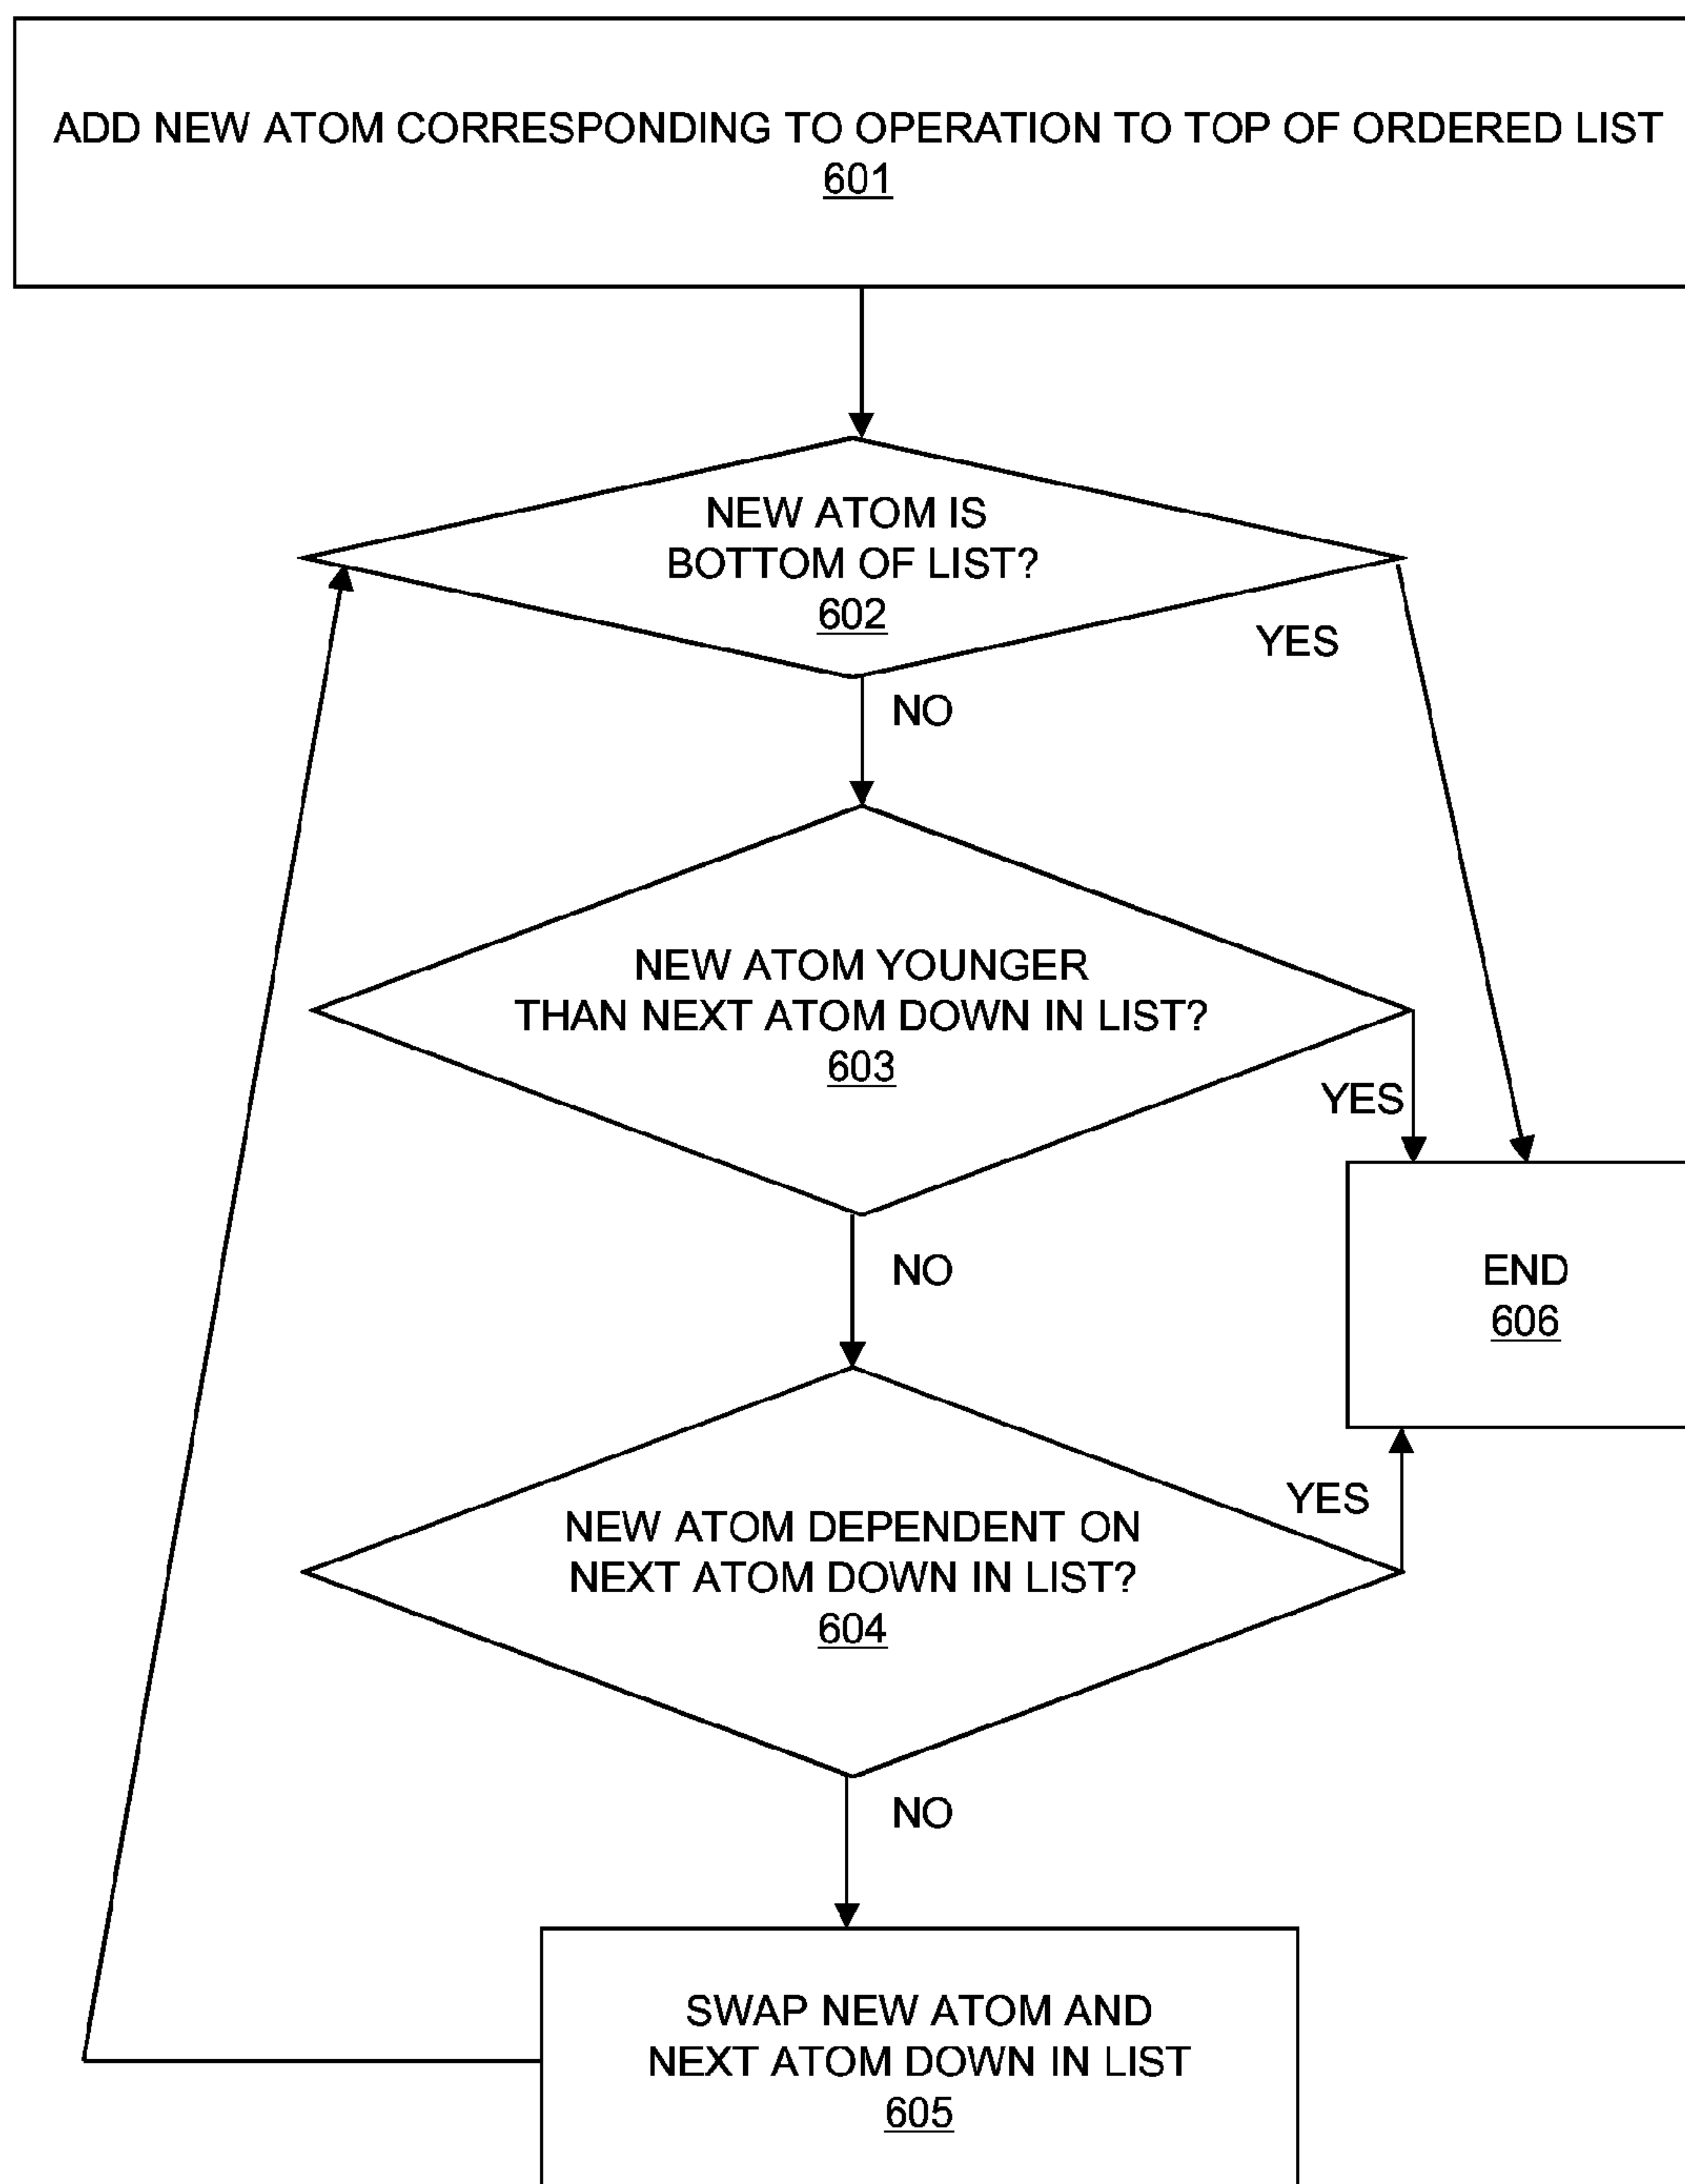 ADD NEW ATOM CORRESPONDING TO OPERATION TO TOP OF ORDERED LIST
601
NEW ATOM IS
BOTTOM OF LIST?
602
YES
NO
NEW ATOM YOUNGER
THAN NEXT ATOM DOWN IN LIST?
603
YES
NO
END
606
NEW ATOM DEPENDENT ON
NEXT ATOM DOWN IN LIST?
604
YES
NO
SWAP NEW ATOM AND
NEXT ATOM DOWN IN LIST
605